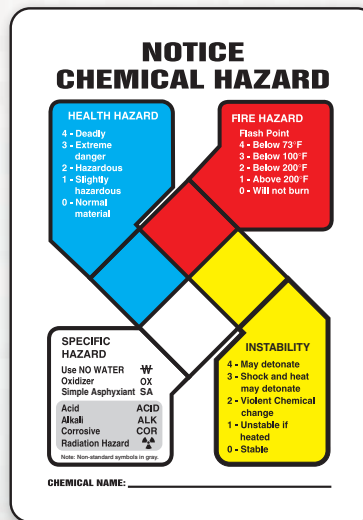 NOTICE
CHEMICAL HAZARD
HEALTH HAZARD
4 - Deadly
3 - Extreme
danger
2 - Hazardous
1 - Slightly
hazardous
0 - Normal
material
FIRE HAZARD
Flash Point
4 - Below 73°F
3 - Below 100°F
2 - Below 200°F
1 - Above 200°F
0 - Will not burn
SPECIFIC
HAZARD
Use NO WATER W
Oxidizer OX
Simple Asphyxiant SA
Acid ACID
Alkali ALK
Corrosive COR
Radiation Hazard ☢
Note: Non-standard symbols in gray.
INSTABILITY
4 - May detonate
3 - Shock and heat
may detonate
2 - Violent Chemical
change
1 - Unstable if
heated
0 - Stable
CHEMICAL NAME: